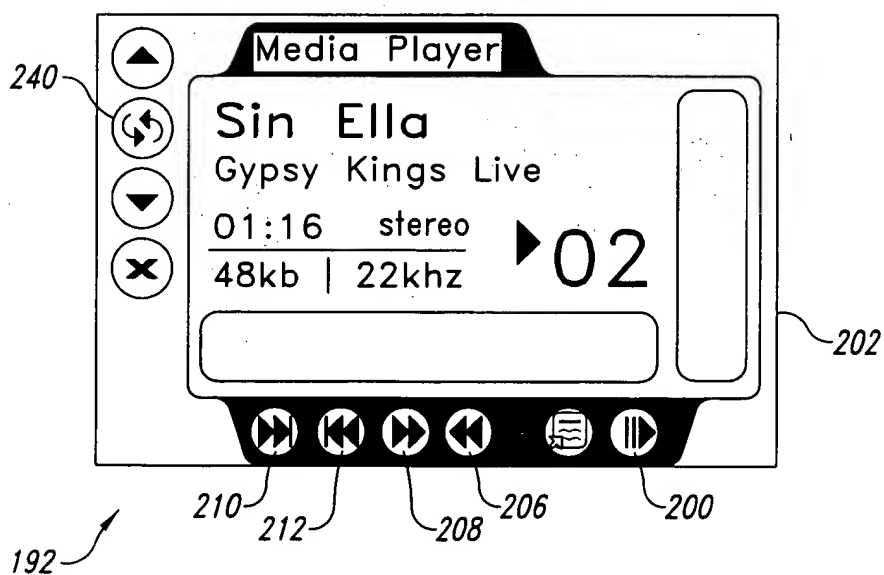 Media Player
240
Sin Ella
Gypsy Kings Live
01:16 stereo
02
48kb | 22khz
202
210
212
208
206
200
192